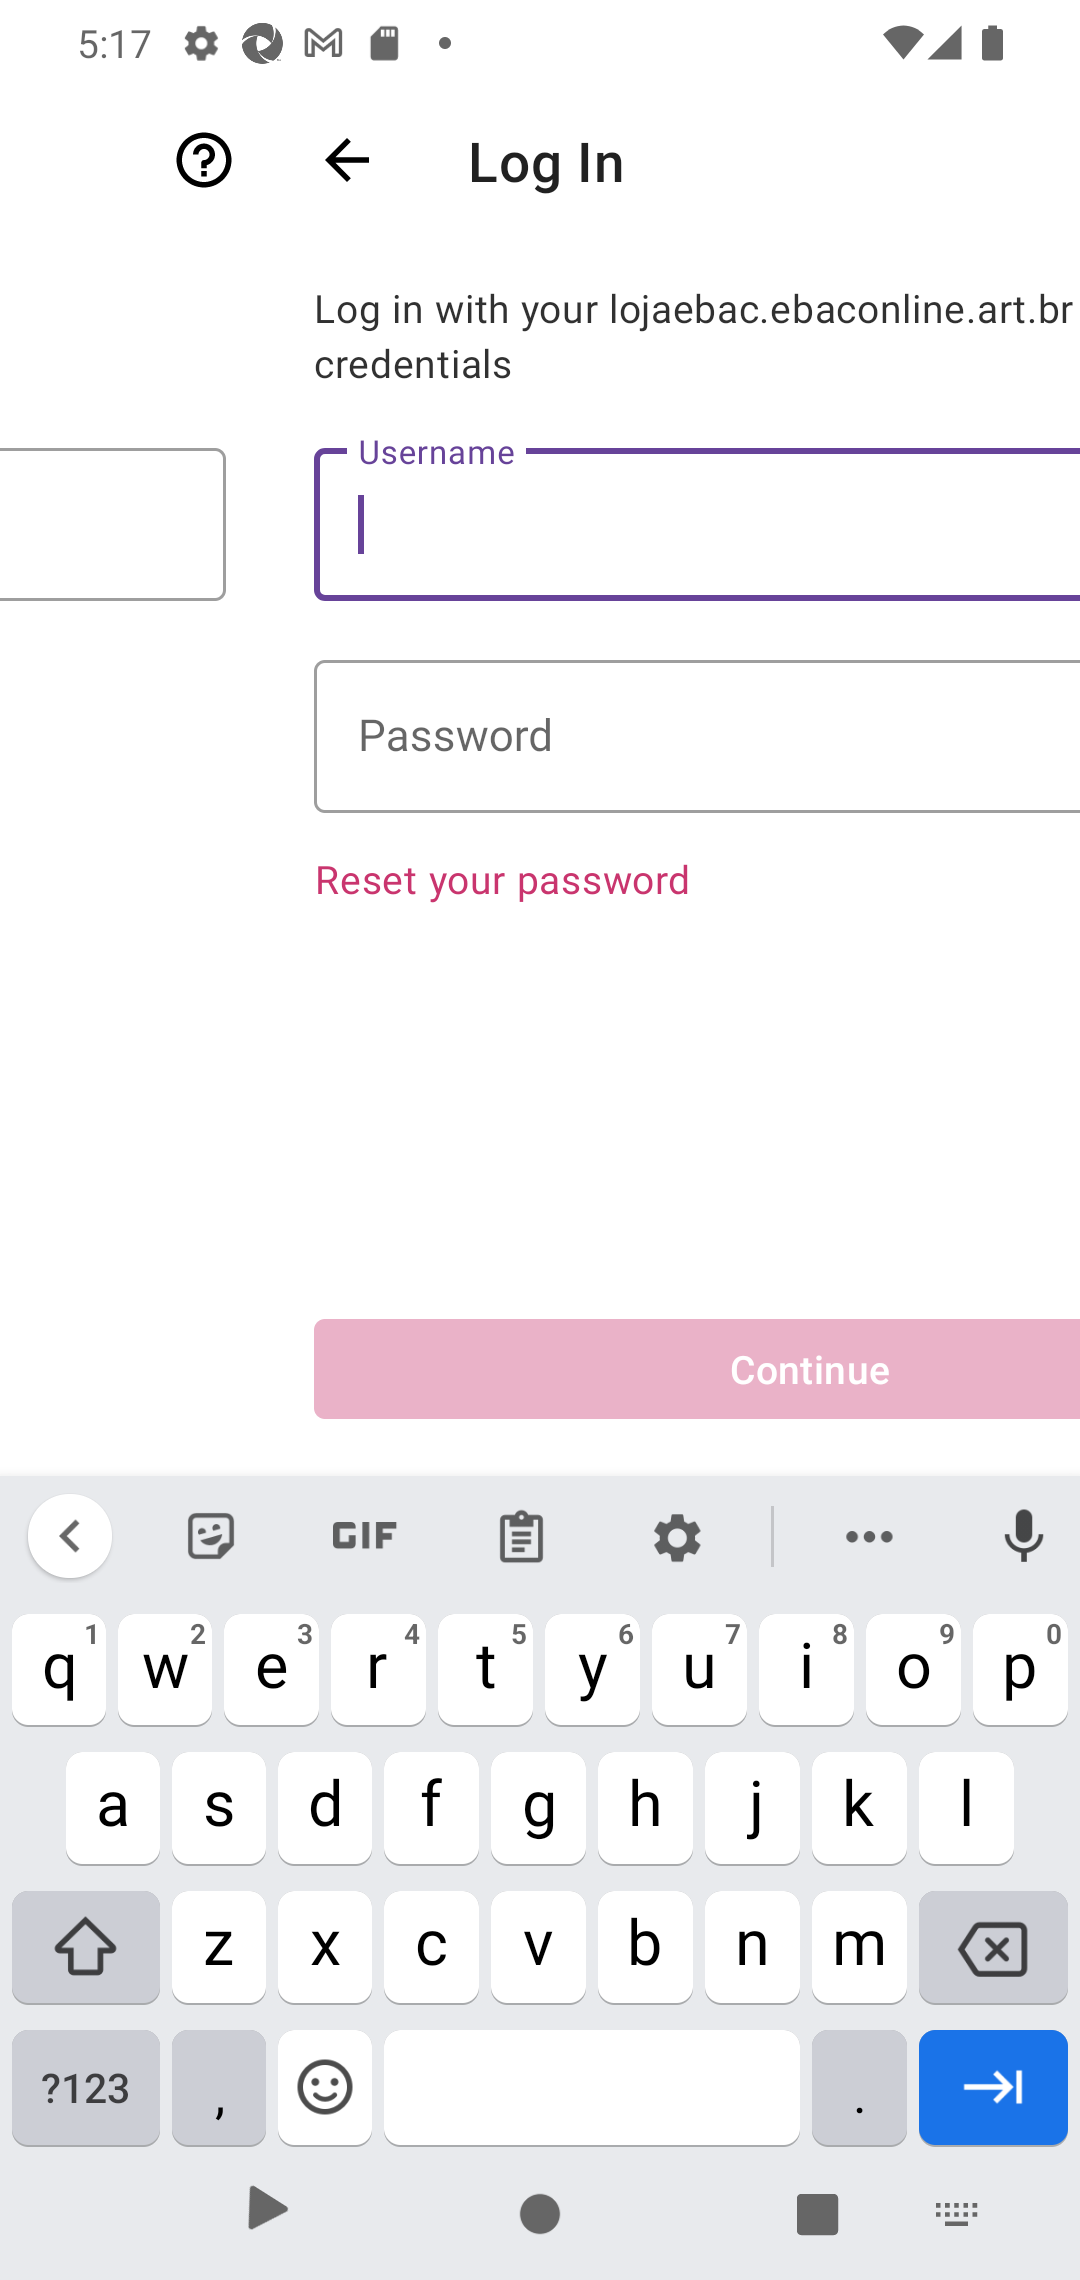 5:17
Log In
Log in with your lojaebac.ebaconline.art.br
credentials
Username
Password
Reset your password
Continue
GIF
1 2 3 4 5 6 7 8 9 0
q w e r t y u i o p
a s d f g h j k l
z x c v b n m
?123 , .